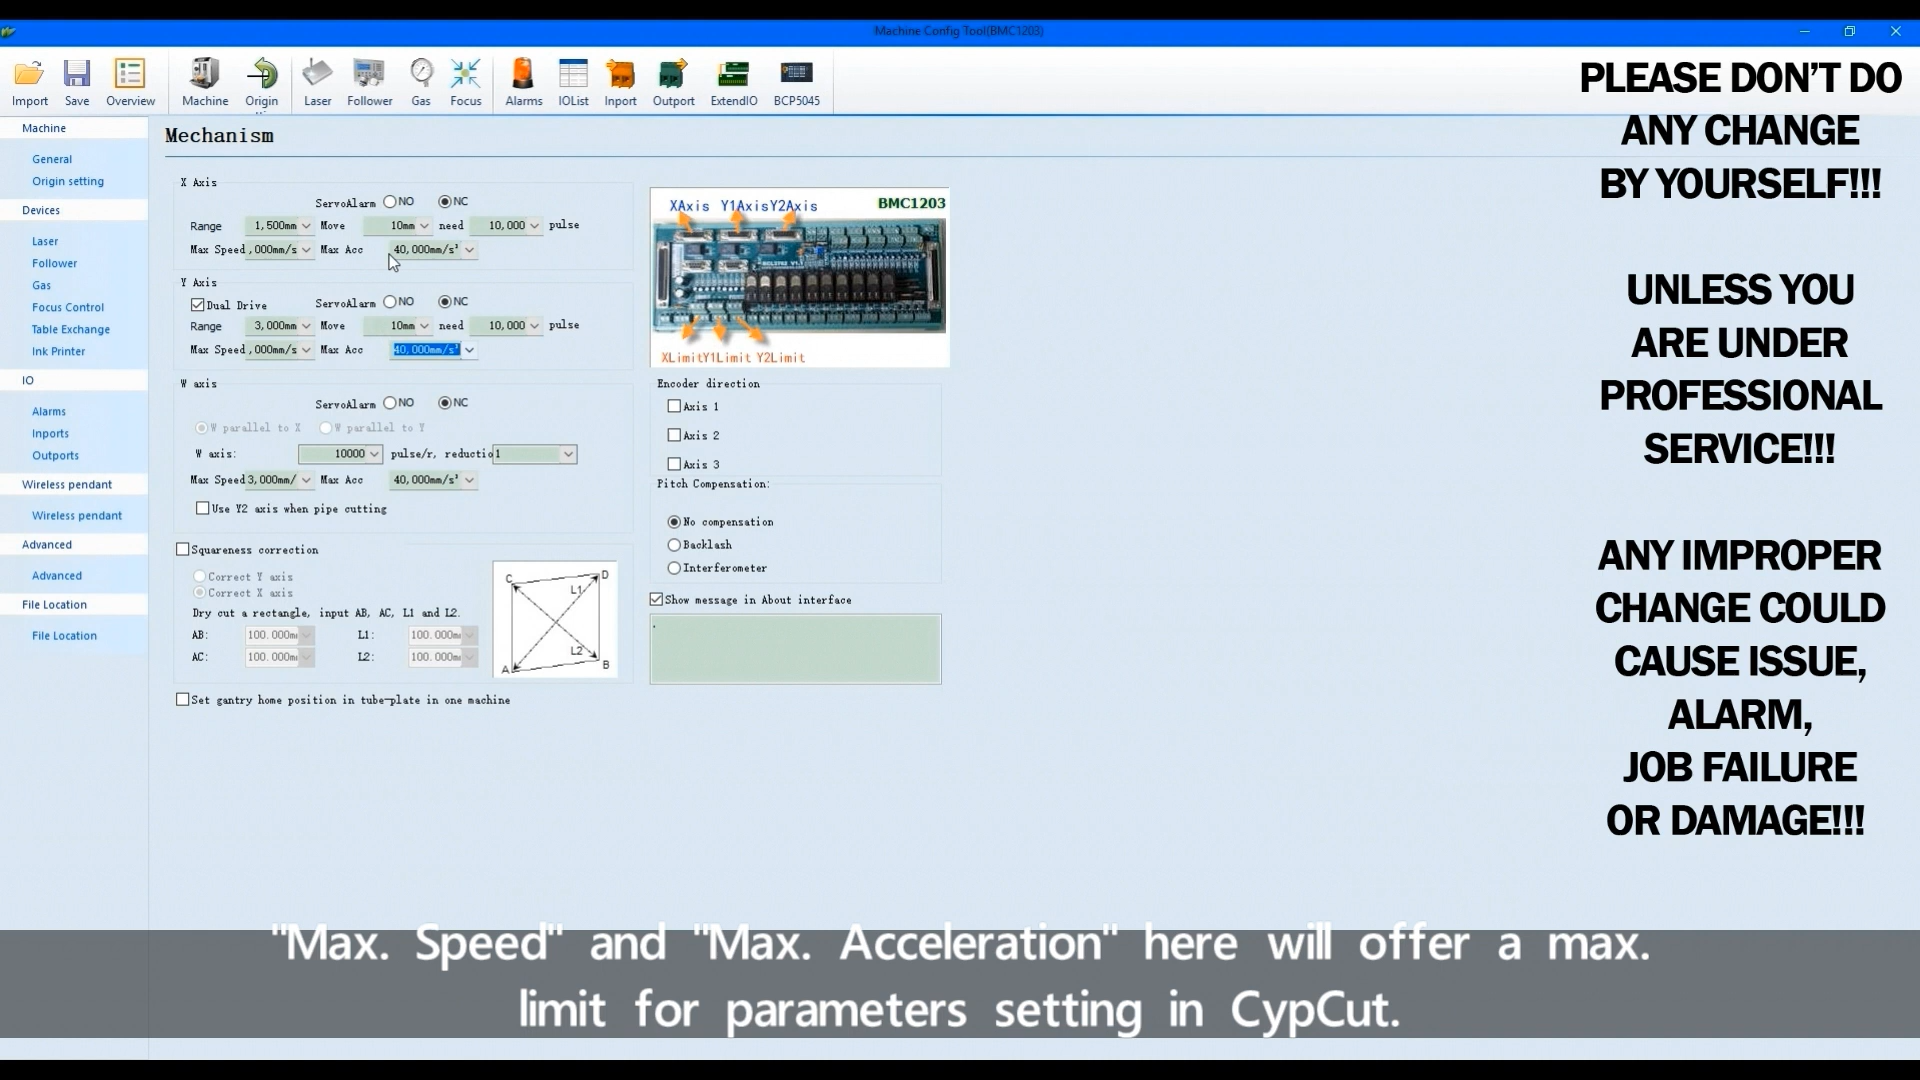 Machine Config Tool(BMC1203)
Import Save Overview Machine Origin Laser Follower Gas Focus Alarms IOList Inport Outport ExtendIO BCP5045
Machine
General
Origin setting
Devices
Laser
Follower
Gas
Focus Control
Table Exchange
Ink Printer
IO
Alarms
Inports
Outports
Wireless pendant
Wireless pendant
Advanced
Advanced
File Location
File Location
Mechanism
X Axis
ServoAlarm NO NC
Range 1,500mm Move 10mm need 10,000 pulse
Max Speed ,000mm/s Max Acc 40,000mm/s²
Y Axis
Dual Drive ServoAlarm NO NC
Range 3,000mm Move 10mm need 10,000 pulse
Max Speed ,000mm/s Max Acc 40,000mm/s²
W axis
ServoAlarm NO NC
W parallel to X W parallel to Y
W axis: 10000 pulse/r, reductio 1
Max Speed 3,000mm/ Max Acc 40,000mm/s²
Use Y2 axis when pipe cutting
Squareness correction
Correct Y axis
Correct X axis
Dry cut a rectangle, input AB, AC, L1 and L2.
AB: 100.000m L1: 100.000m
AC: 100.000m L2: 100.000m
C D
L1
L2
A B
Set gantry home position in tube-plate in one machine
XAxis Y1Axis Y2Axis BMC1203
XLimit Y1Limit Y2Limit
Encoder direction
Axis 1
Axis 2
Axis 3
Pitch Compensation:
No compensation
Backlash
Interferometer
Show message in About interface
.
PLEASE DON'T DO
ANY CHANGE
BY YOURSELF!!!
UNLESS YOU
ARE UNDER
PROFESSIONAL
SERVICE!!!
ANY IMPROPER
CHANGE COULD
CAUSE ISSUE,
ALARM,
JOB FAILURE
OR DAMAGE!!!
"Max. Speed" and "Max. Acceleration" here will offer a max.
limit for parameters setting in CypCut.